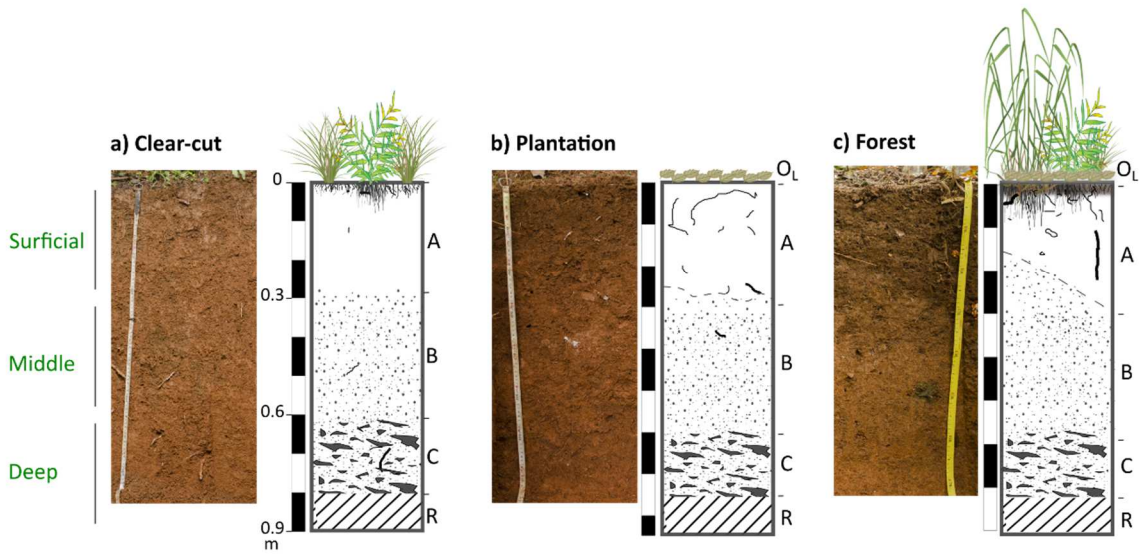 a) Clear-cut
b) Plantation
c) Forest
Surficial
Middle
Deep
0
0.3
0.6
0.9
m
A
B
C
R
OL
A
B
C
R
OL
A
B
C
R